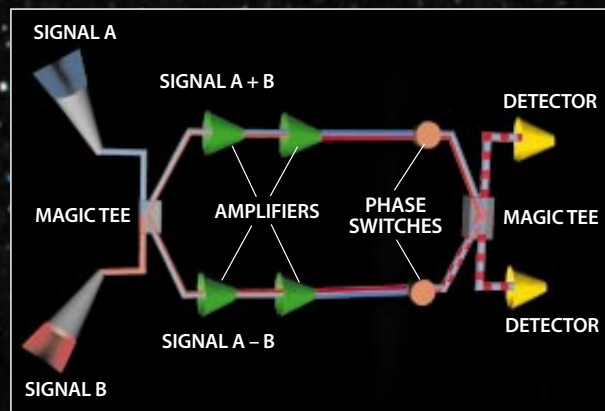 SIGNAL A
SIGNAL A + B
DETECTOR
MAGIC TEE
AMPLIFIERS
PHASE
SWITCHES
MAGIC TEE
SIGNAL A – B
DETECTOR
SIGNAL B